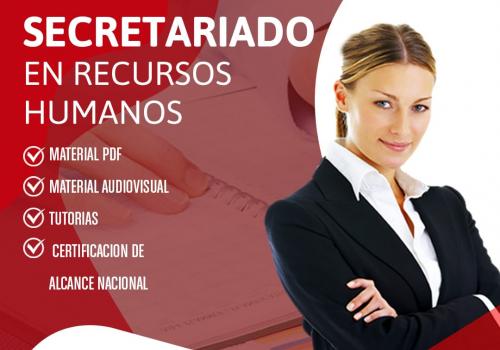 SECRETARIADO
EN RECURSOS
HUMANOS
MATERIAL PDF
MATERIAL AUDIOVISUAL
TUTORIAS
CERTIFICACION DE
ALCANCE NACIONAL